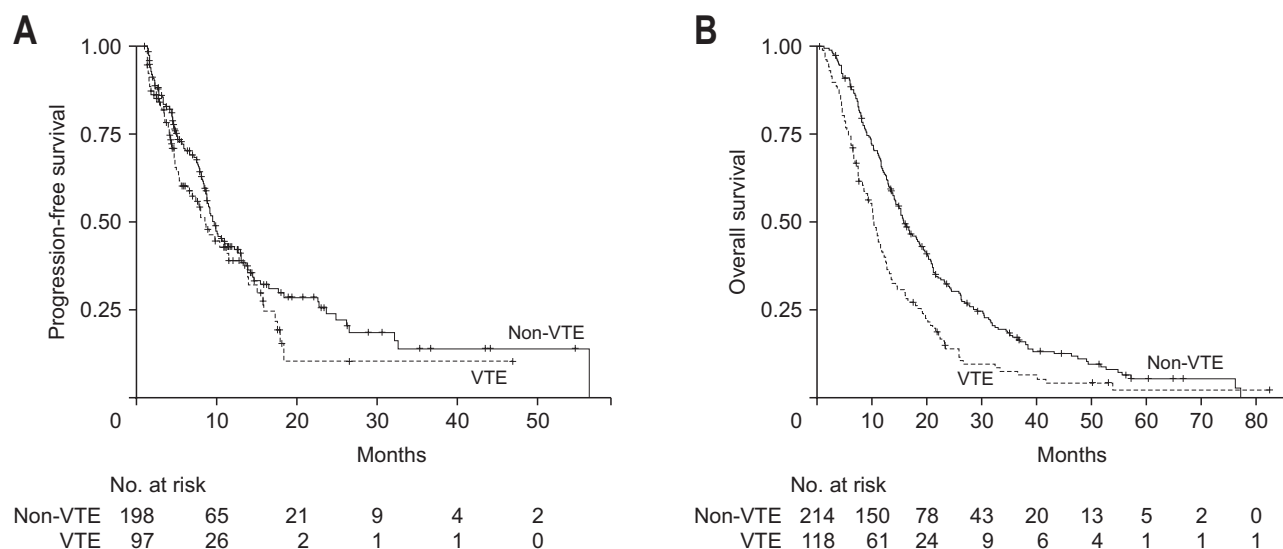 A
1.00
0.75
0.50
0.25
0
Progression-free survival
Non-VTE
VTE
10 20 30 40 50
Months
No. at risk
Non-VTE 198 65 21 9 4 2
VTE 97 26 2 1 1 0
B
1.00
0.75
0.50
0.25
0
Overall survival
Non-VTE
VTE
10 20 30 40 50 60 70 80
Months
No. at risk
Non-VTE 214 150 78 43 20 13 5 2 0
VTE 118 61 24 9 6 4 1 1 1